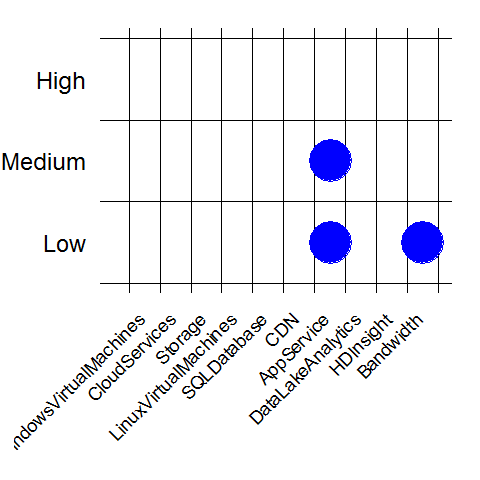 High
Medium
Low
ndowsVirtualMachines
CloudServices
Storage
LinuxVirtualMachines
SQLDatabase
CDN
AppService
DataLakeAnalytics
HDInsight
Bandwidth